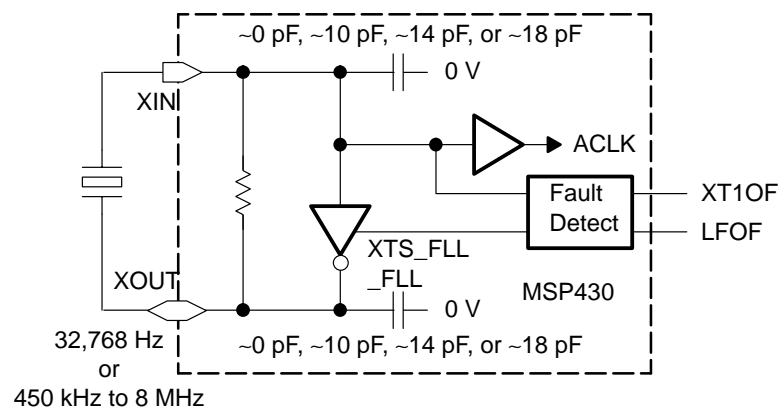 ~0 pF, ~10 pF, ~14 pF, or ~18 pF
0 V
XIN
ACLK
Fault
Detect
XT1OF
LFOF
XTS_FLL
_FLL
XOUT
0 V
MSP430
32,768 Hz
or
450 kHz to 8 MHz
~0 pF, ~10 pF, ~14 pF, or ~18 pF